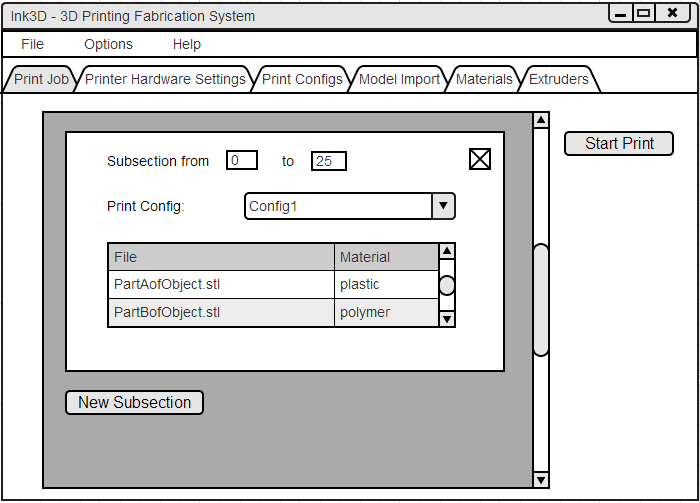 Ink3D - 3D Printing Fabrication System
File Options Help
Print Job Printer Hardware Settings Print Configs Model Import Materials Extruders
Subsection from 0 to 25
Start Print
Print Config: Config1
File Material
PartAofObject.stl plastic
PartBofObject.stl polymer
New Subsection